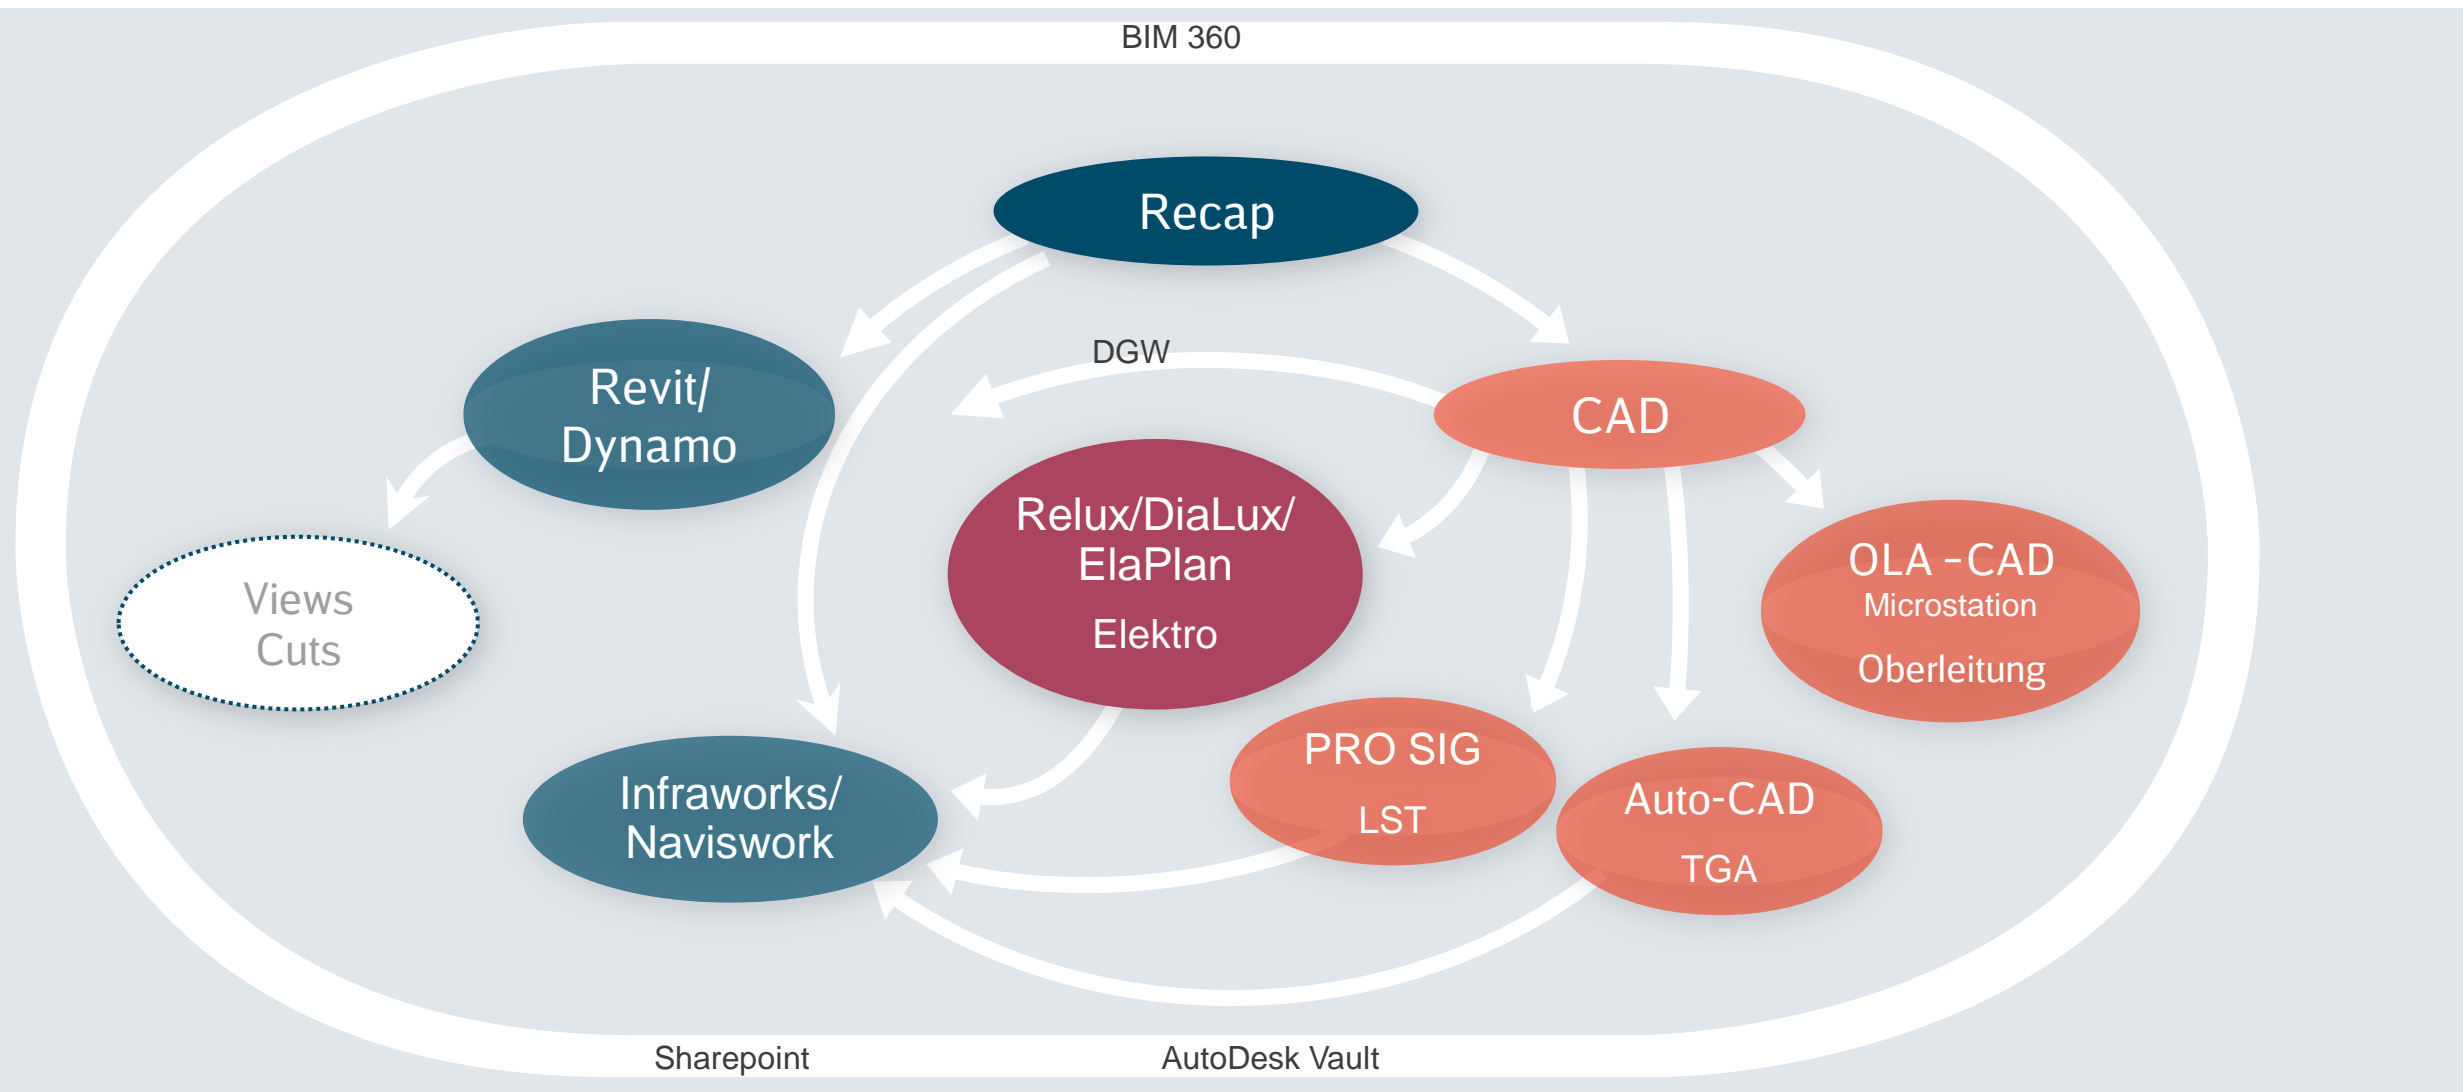 BIM 360
Recap
DGW
Revit/
Dynamo
CAD
Relux/DiaLux/
ElaPlan
Elektro
OLA –CAD
Microstation
Oberleitung
Views
Cuts
PRO SIG
LST
Auto-CAD
TGA
Infraworks/
Naviswork
Sharepoint
AutoDesk Vault